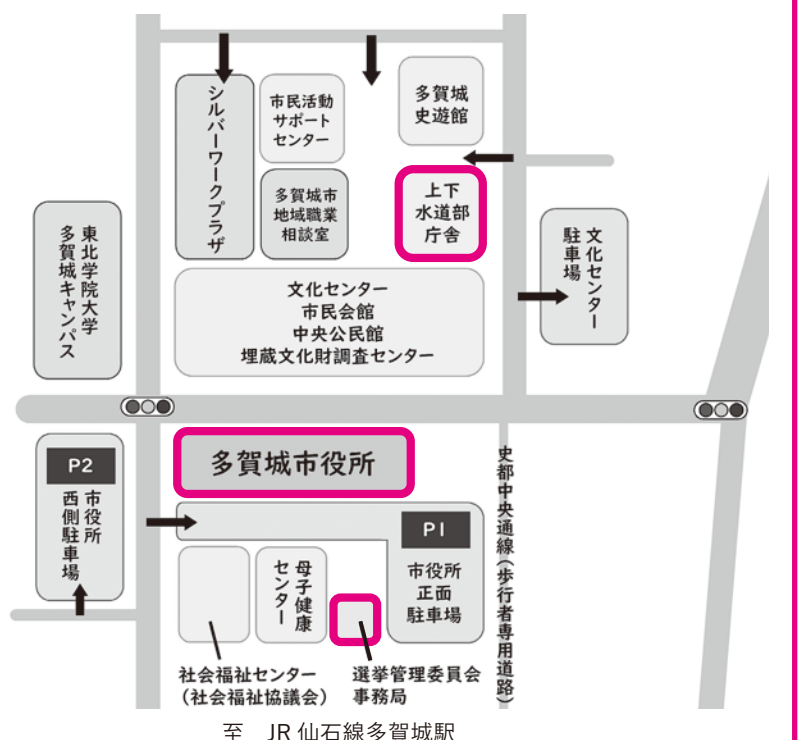 シルバーワークプラザ
市民活動
サポート
センター
多賀城
史遊館
多賀城市
地域職業
相談室
上下
水道部
庁舎
東北学院大学
多賀城キャンパス
文化センター
駐車場
文化センター
市民会館
中央公民館
埋蔵文化財調査センター
多賀城市役所
P2
市役所
西側駐車場
P1
市役所
正面
駐車場
母子健康
センター
史都中央通線(歩行者専用道路)
社会福祉センター
(社会福祉協議会)
選挙管理委員会
事務局
至 JR仙石線多賀城駅